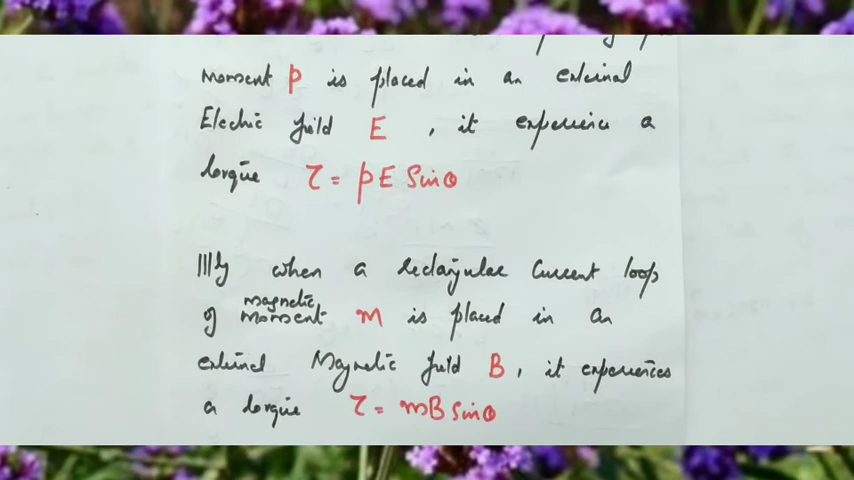 moment p is placed in an external
Electric field E , it experience a
torque τ = pE Sinθ
|||ly when a rectangular current loop
of magnetic moment m is placed in an
external Magnetic field B, it experiences
a torque τ = mB Sinθ